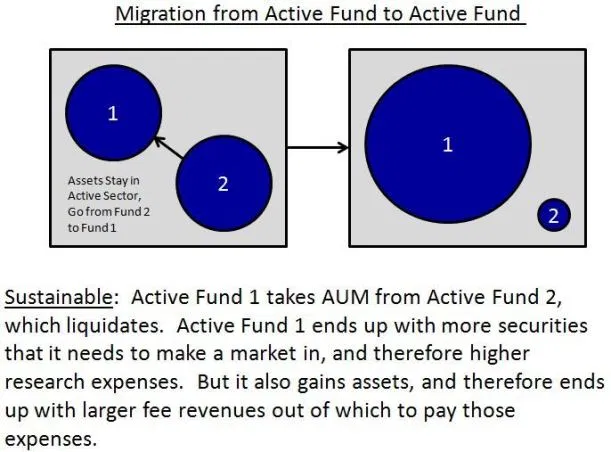 Migration from Active Fund to Active Fund
1
2
Assets Stay in
Active Sector,
Go from Fund 2
to Fund 1
1
2
Sustainable: Active Fund 1 takes AUM from Active Fund 2,
which liquidates. Active Fund 1 ends up with more securities
that it needs to make a market in, and therefore higher
research expenses. But it also gains assets, and therefore ends
up with larger fee revenues out of which to pay those
expenses.